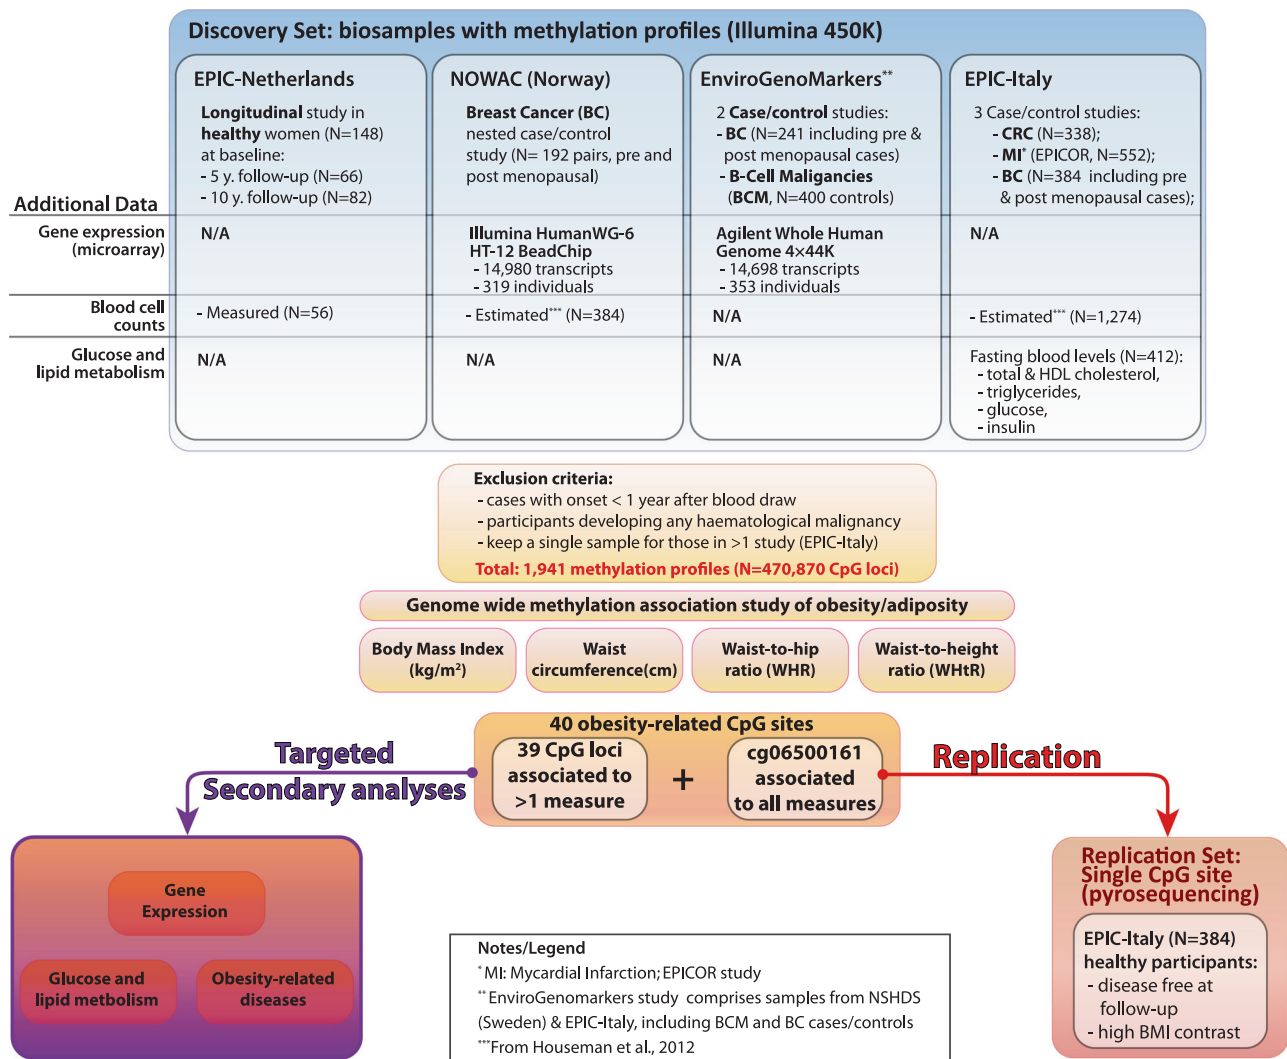 Discovery Set: biosamples with methylation profiles (Illumina 450K)
EPIC-Netherlands
Longitudinal study in
healthy women (N=148)
at baseline:
- 5 y. follow-up (N=66)
- 10 y. follow-up (N=82)
NOWAC (Norway)
Breast Cancer (BC)
nested case/control
study (N= 192 pairs, pre and
post menopausal)
EnviroGenoMarkers**
2 Case/control studies:
- BC (N=241 including pre &
post menopausal cases)
- B-Cell Maligancies
(BCM, N=400 controls)
EPIC-Italy
3 Case/control studies:
- CRC (N=338);
- MI* (EPICOR, N=552);
- BC (N=384 including pre
& post menopausal cases);
Additional Data
Gene expression
(microarray)
N/A
Illumina HumanWG-6
HT-12 BeadChip
- 14,980 transcripts
- 319 individuals
Agilent Whole Human
Genome 4×44K
- 14,698 transcripts
- 353 individuals
N/A
Blood cell
counts
- Measured (N=56)
- Estimated*** (N=384)
N/A
- Estimated*** (N=1,274)
Glucose and
lipid metabolism
N/A
N/A
N/A
Fasting blood levels (N=412):
- total & HDL cholesterol,
- triglycerides,
- glucose,
- insulin
Exclusion criteria:
- cases with onset < 1 year after blood draw
- participants developing any haematological malignancy
- keep a single sample for those in >1 study (EPIC-Italy)
Total: 1,941 methylation profiles (N=470,870 CpG loci)
Genome wide methylation association study of obesity/adiposity
Body Mass Index
(kg/m²)
Waist
circumference(cm)
Waist-to-hip
ratio (WHR)
Waist-to-height
ratio (WHtR)
40 obesity-related CpG sites
39 CpG loci
associated to
>1 measure
+
cg06500161
associated
to all measures
Targeted
Secondary analyses
Replication
Gene
Expression
Glucose and
lipid metbolism
Obesity-related
diseases
Replication Set:
Single CpG site
(pyrosequencing)
EPIC-Italy (N=384)
healthy participants:
- disease free at
follow-up
- high BMI contrast
Notes/Legend
* MI: Mycardial Infarction; EPICOR study
** EnviroGenomarkers study comprises samples from NSHDS
(Sweden) & EPIC-Italy, including BCM and BC cases/controls
***From Houseman et al., 2012